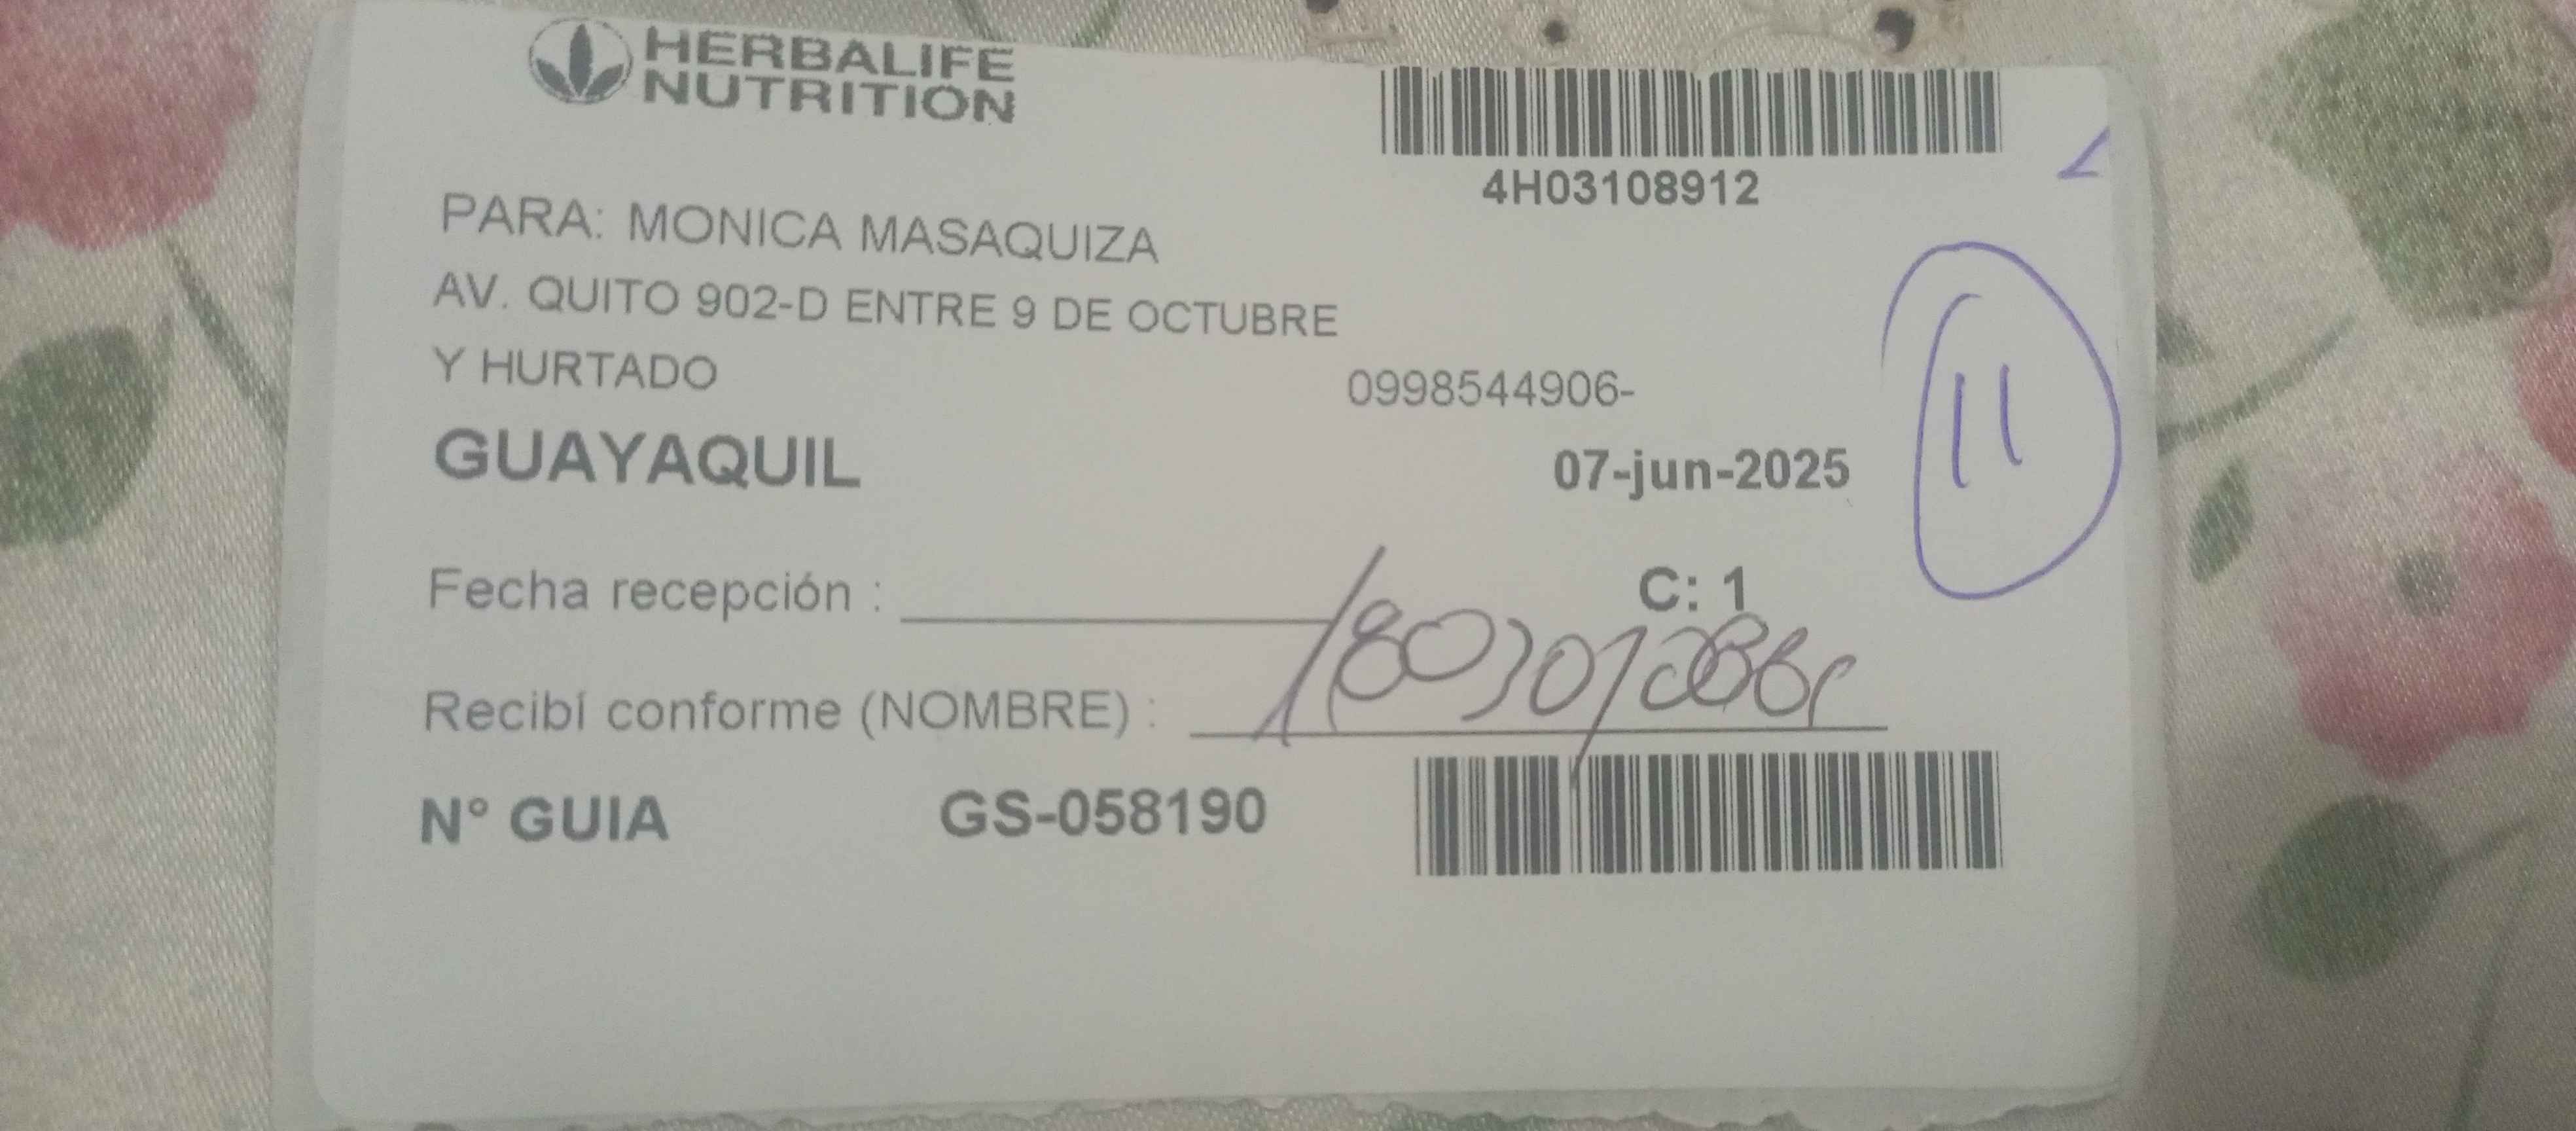 HERBALIFE
NUTRITION
4H03108912
PARA: MONICA MASAQUIZA
AV. QUITO 902-D ENTRE 9 DE OCTUBRE
Y HURTADO
0998544906-
GUAYAQUIL
07-jun-2025
11
Fecha recepción :
C: 1
Recibí conforme (NOMBRE) :
N° GUIA GS-058190